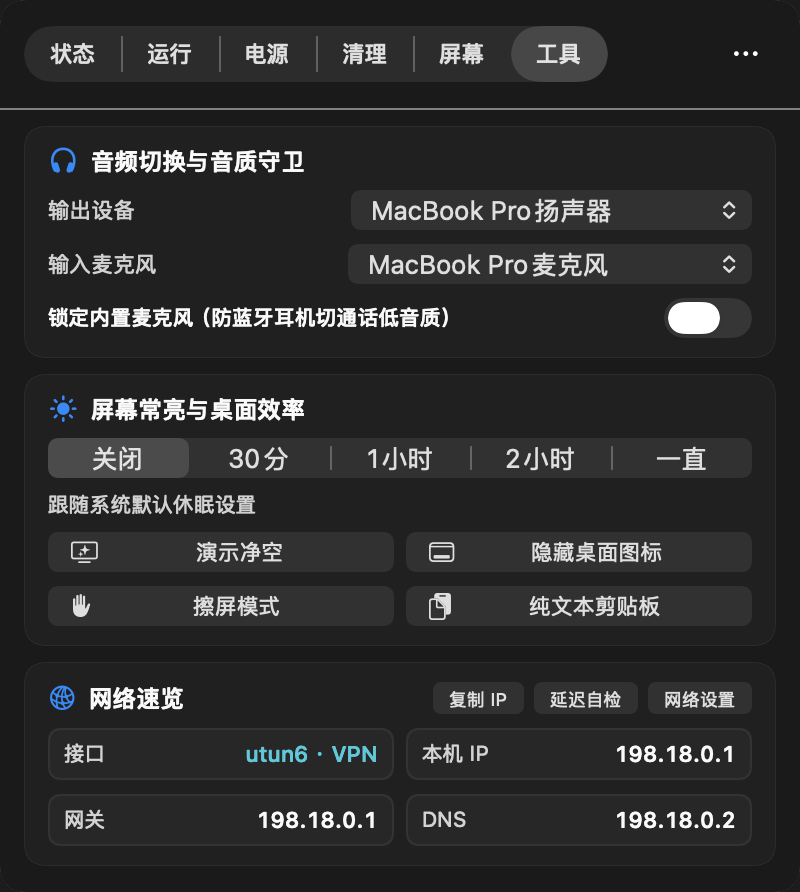 状态 运行 电源 清理 屏幕 工具 ···
音频切换与音质守卫
输出设备 MacBook Pro扬声器
输入麦克风 MacBook Pro麦克风
锁定内置麦克风（防蓝牙耳机切通话低音质）
屏幕常亮与桌面效率
关闭 30分 1小时 2小时 一直
跟随系统默认休眠设置
演示净空 隐藏桌面图标
擦屏模式 纯文本剪贴板
网络速览 复制 IP 延迟自检 网络设置
接口 utun6 · VPN 本机 IP 198.18.0.1
网关 198.18.0.1 DNS 198.18.0.2